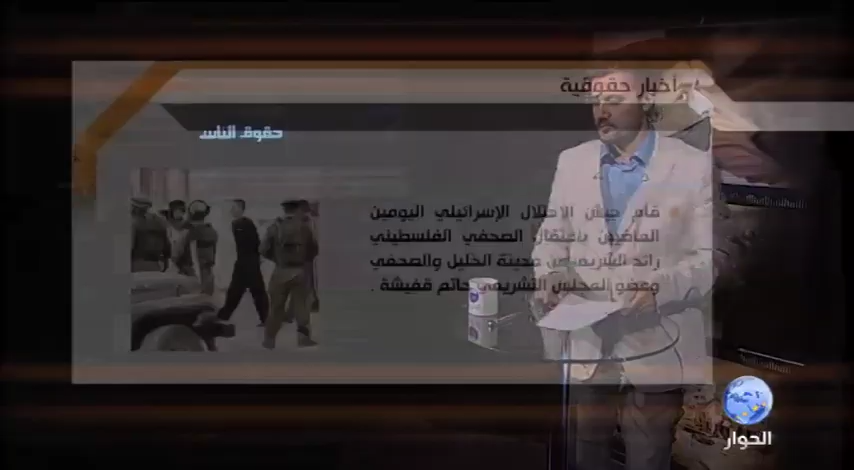 أخبار حقوقية
حقوق الناس
قام جيش الاحتلال الإسرائيلي اليومين
الماضيين باعتقال الصحفي الفلسطيني
رائد الشريف من مدينة الخليل والصحفي
وعضو المجلس التشريعي حاتم قفيشة .
الحوار